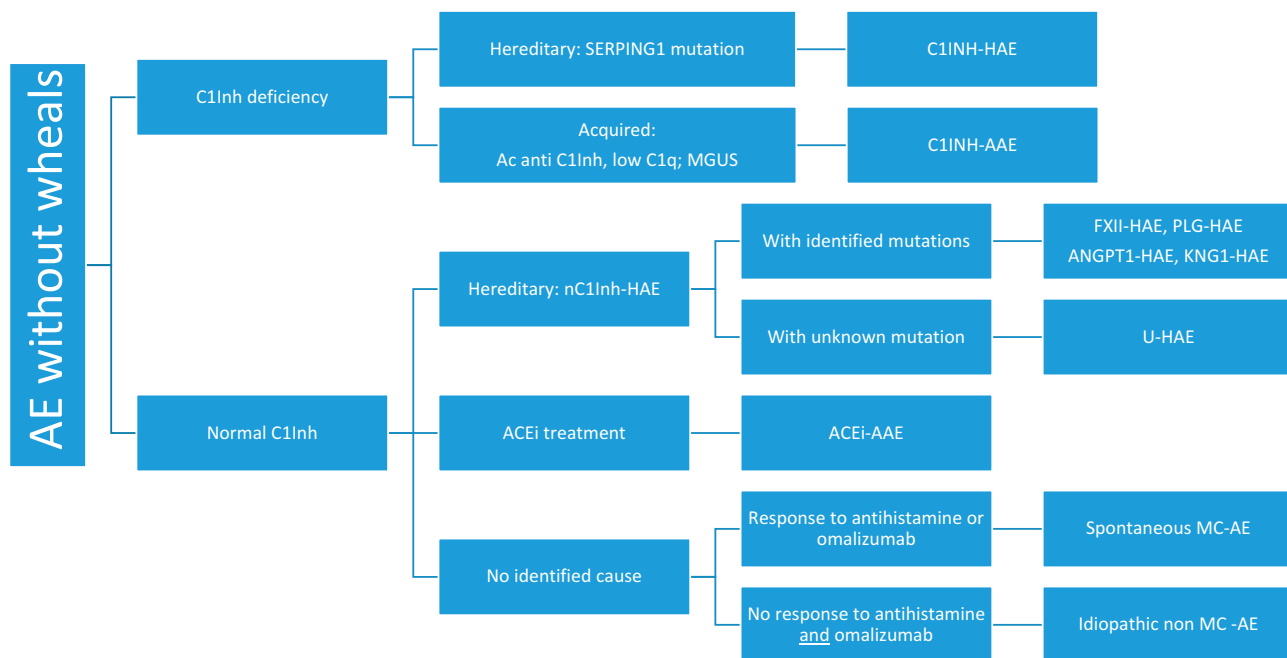 AE without wheals
C1Inh deficiency
Hereditary: SERPING1 mutation
C1INH-HAE
Acquired:
Ac anti C1Inh, low C1q; MGUS
C1INH-AAE
Normal C1Inh
Hereditary: nC1Inh-HAE
With identified mutations
FXII-HAE, PLG-HAE
ANGPT1-HAE, KNG1-HAE
With unknown mutation
U-HAE
ACEi treatment
ACEi-AAE
No identified cause
Response to antihistamine or
omalizumab
Spontaneous MC-AE
No response to antihistamine
and omalizumab
Idiopathic non MC -AE